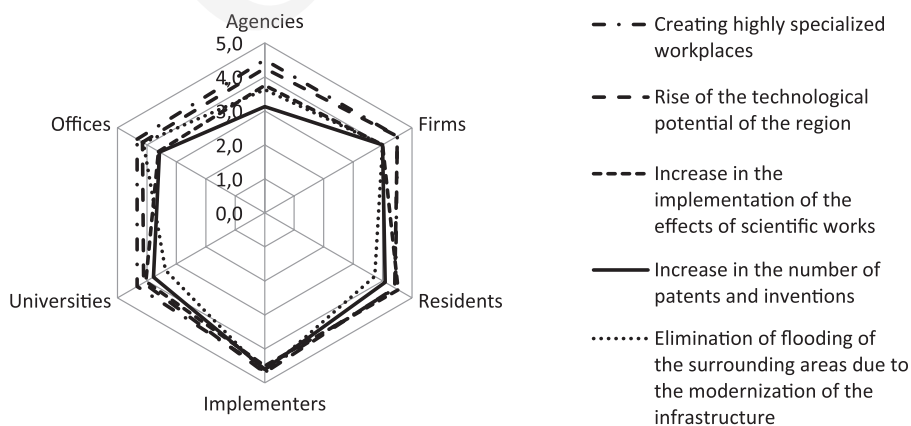 Agencies
5,0
4,0
3,0
2,0
1,0
0,0
Offices
Firms
Universities
Residents
Implementers
Creating highly specialized
workplaces
Rise of the technological
potential of the region
Increase in the
implementation of the
effects of scientific works
Increase in the number of
patents and inventions
Elimination of flooding of
the surrounding areas due to
the modernization of the
infrastructure